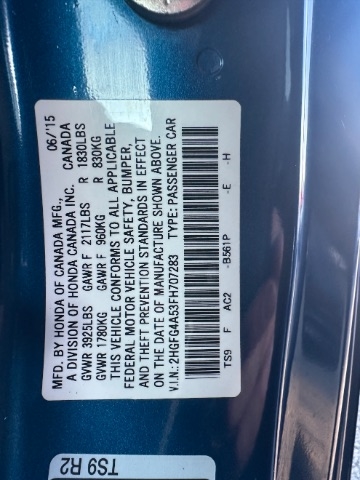 MFD. BY HONDA OF CANADA MFG., 06/'15
A DIVISION OF HONDA CANADA INC. CANADA
GVWR 3925LBS GAWR F 2117LBS R 1830LBS
GVWR 1780KG GAWR F 960KG R 830KG
THIS VEHICLE CONFORMS TO ALL APPLICABLE
FEDERAL MOTOR VEHICLE SAFETY, BUMPER,
AND THEFT PREVENTION STANDARDS IN EFFECT
ON THE DATE OF MANUFACTURE SHOWN ABOVE.
V.I.N.: 2HGFG4A53FH707283 TYPE: PASSENGER CAR
TS9 F AC2 -B561P -E -H
TS9 R2